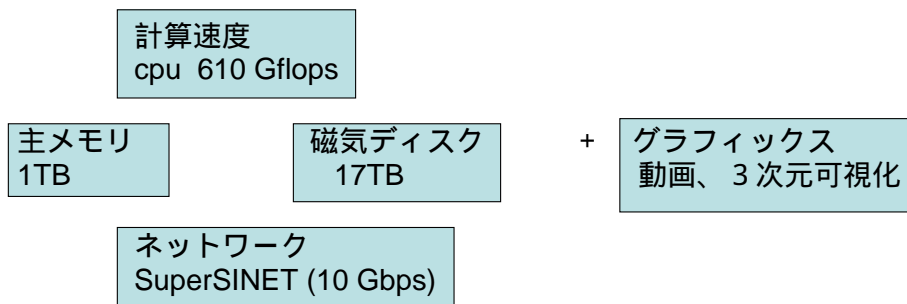 計算速度
cpu 610 Gflops
主メモリ
1TB
磁気ディスク
17TB
+
グラフィックス
動画、３次元可視化
ネットワーク
SuperSINET (10 Gbps)